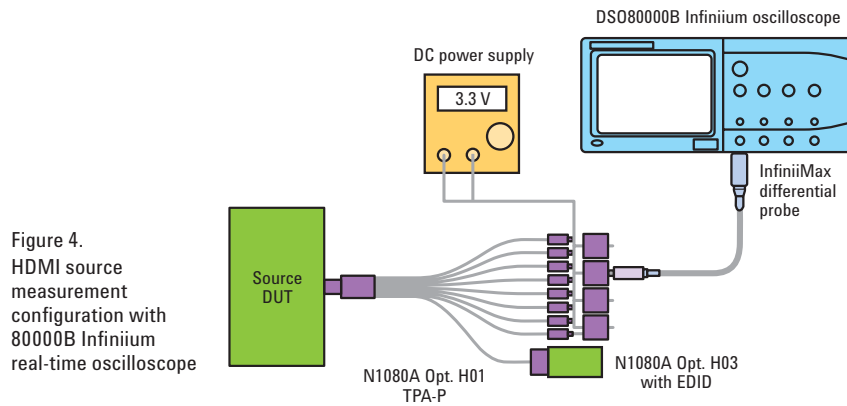 DSO80000B Infiniium oscilloscope
DC power supply
3.3 V
InfiniiMax
differential
probe
Figure 4.
HDMI source
measurement
configuration with
80000B Infiniium
real-time oscilloscope
Source
DUT
N1080A Opt. H01
TPA-P
N1080A Opt. H03
with EDID